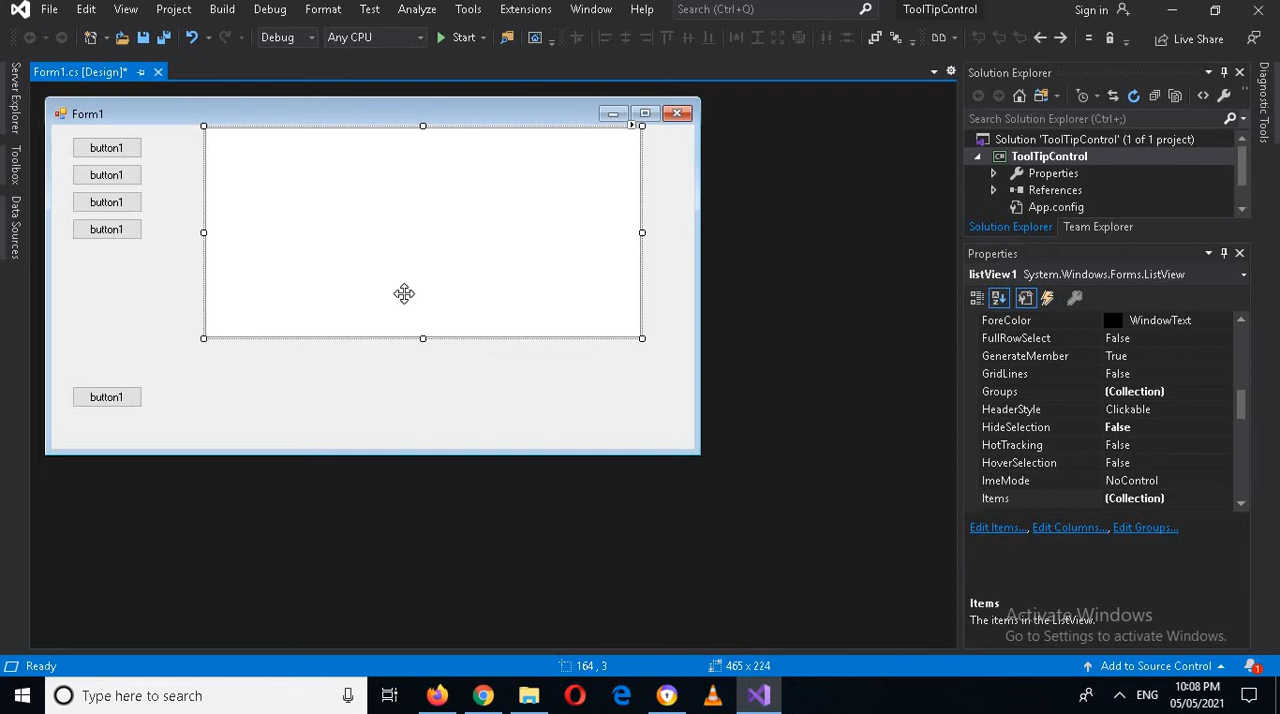 File Edit View Project Build Debug Format Test Analyze Tools Extensions Window Help Search (Ctrl+Q) ToolTipControl Sign in
Debug Any CPU Start Live Share
Server Explorer
Toolbox
Data Sources
Form1.cs [Design]*
Form1
button1
button1
button1
button1
button1
Solution Explorer
Search Solution Explorer (Ctrl+;)
Solution 'ToolTipControl' (1 of 1 project)
ToolTipControl
Properties
References
App.config
Solution Explorer Team Explorer
Diagnostic Tools
Properties
listView1 System.Windows.Forms.ListView
ForeColor WindowText
FullRowSelect False
GenerateMember True
GridLines False
Groups (Collection)
HeaderStyle Clickable
HideSelection False
HotTracking False
HoverSelection False
ImeMode NoControl
Items (Collection)
Edit Items..., Edit Columns..., Edit Groups...
Items
The items in the ListView.
Activate Windows
Go to Settings to activate Windows.
Ready 164 , 3 465 x 224 Add to Source Control 1
Type here to search ENG 10:08 PM
05/05/2021